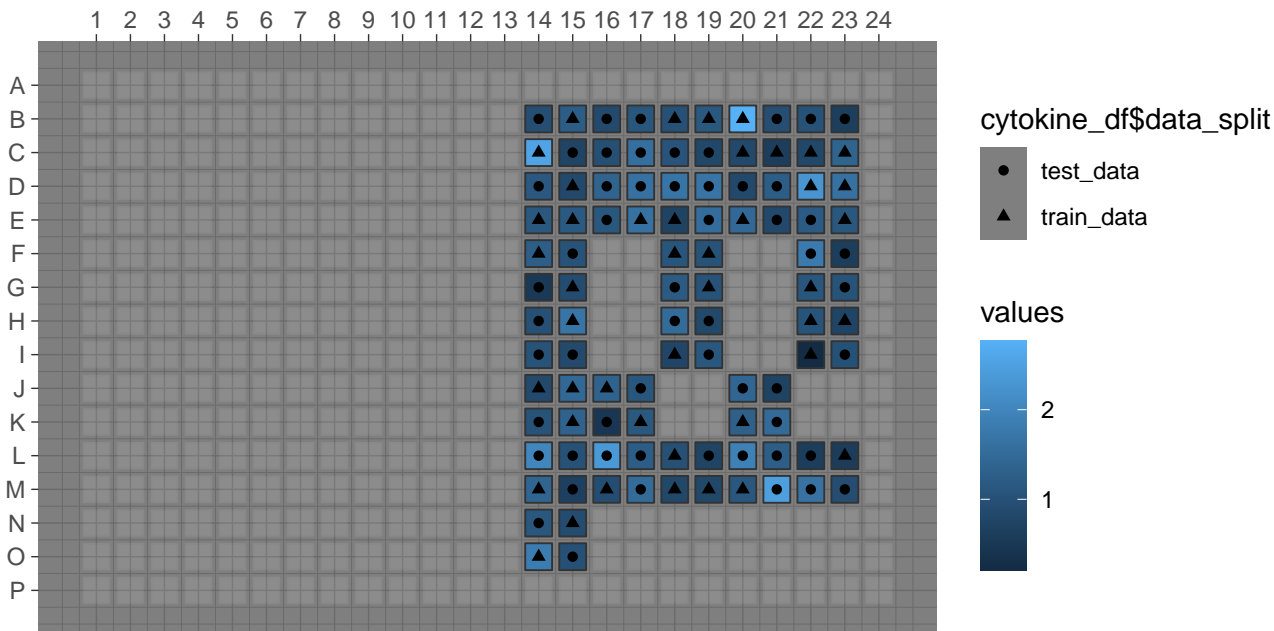 1 2 3 4 5 6 7 8 9 10 11 12 13 14 15 16 17 18 19 20 21 22 23 24
A
B
C
D
E
F
G
H
I
J
K
L
M
N
O
P
cytokine_df$data_split
test_data
train_data
values
2
1